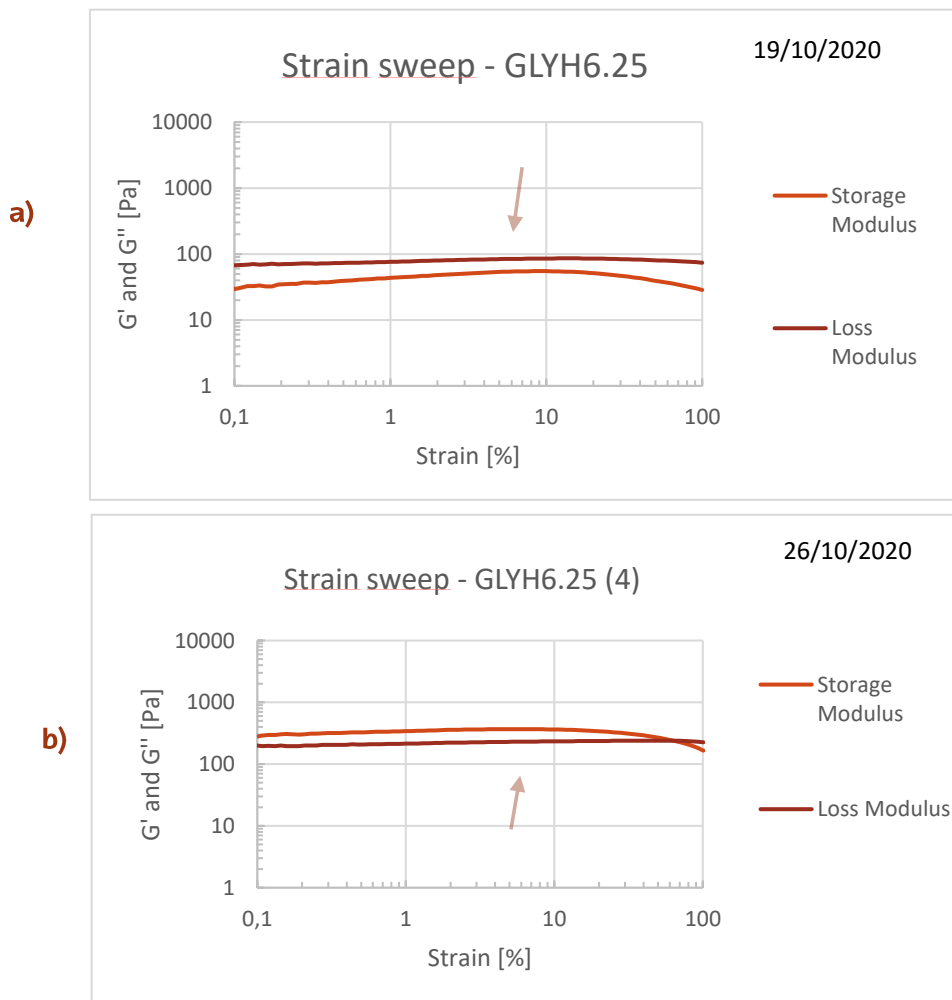 19/10/2020
Strain sweep - GLYH6.25
a)
G' and G'' [Pa]
10000
1000
100
10
1
0,1 1 10 100
Strain [%]
Storage
Modulus
Loss
Modulus
26/10/2020
Strain sweep - GLYH6.25 (4)
b)
G' and G'' [Pa]
10000
1000
100
10
1
0,1 1 10 100
Strain [%]
Storage
Modulus
Loss Modulus